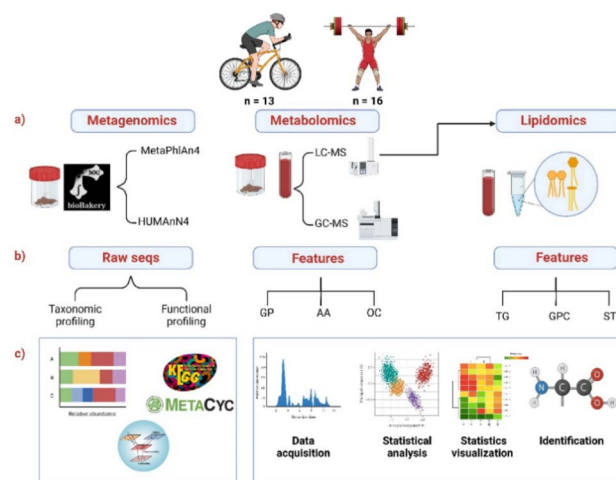 n = 13
n = 16
a)
Metagenomics
Metabolomics
Lipidomics
MetaPhlAn4
LC-MS
bioBakery
HUMAnN4
GC-MS
b)
Raw seqs
Features
Features
Taxonomic profiling
Functional profiling
GP
AA
OC
TG
GPC
ST
c)
A
B
C
Relative abundance
KEGG
METACYC
Data acquisition
Statistical analysis
Statistics visualization
Identification
H
N
H
H
C
H
C
O
O
H